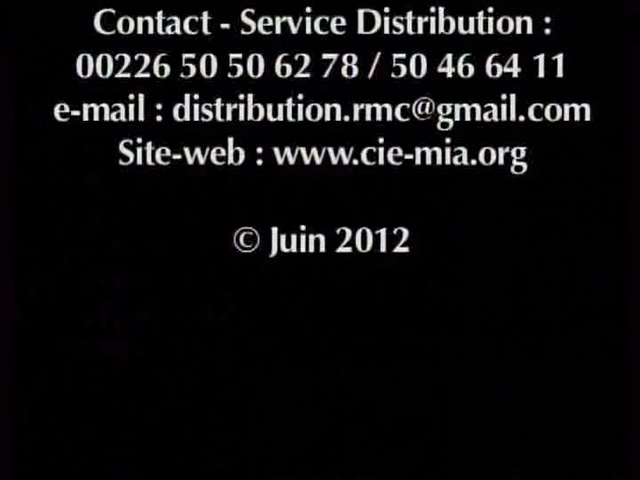 Contact - Service Distribution :
00226 50 50 62 78 / 50 46 64 11
e-mail : distribution.rmc@gmail.com
Site-web : www.cie-mia.org
© Juin 2012